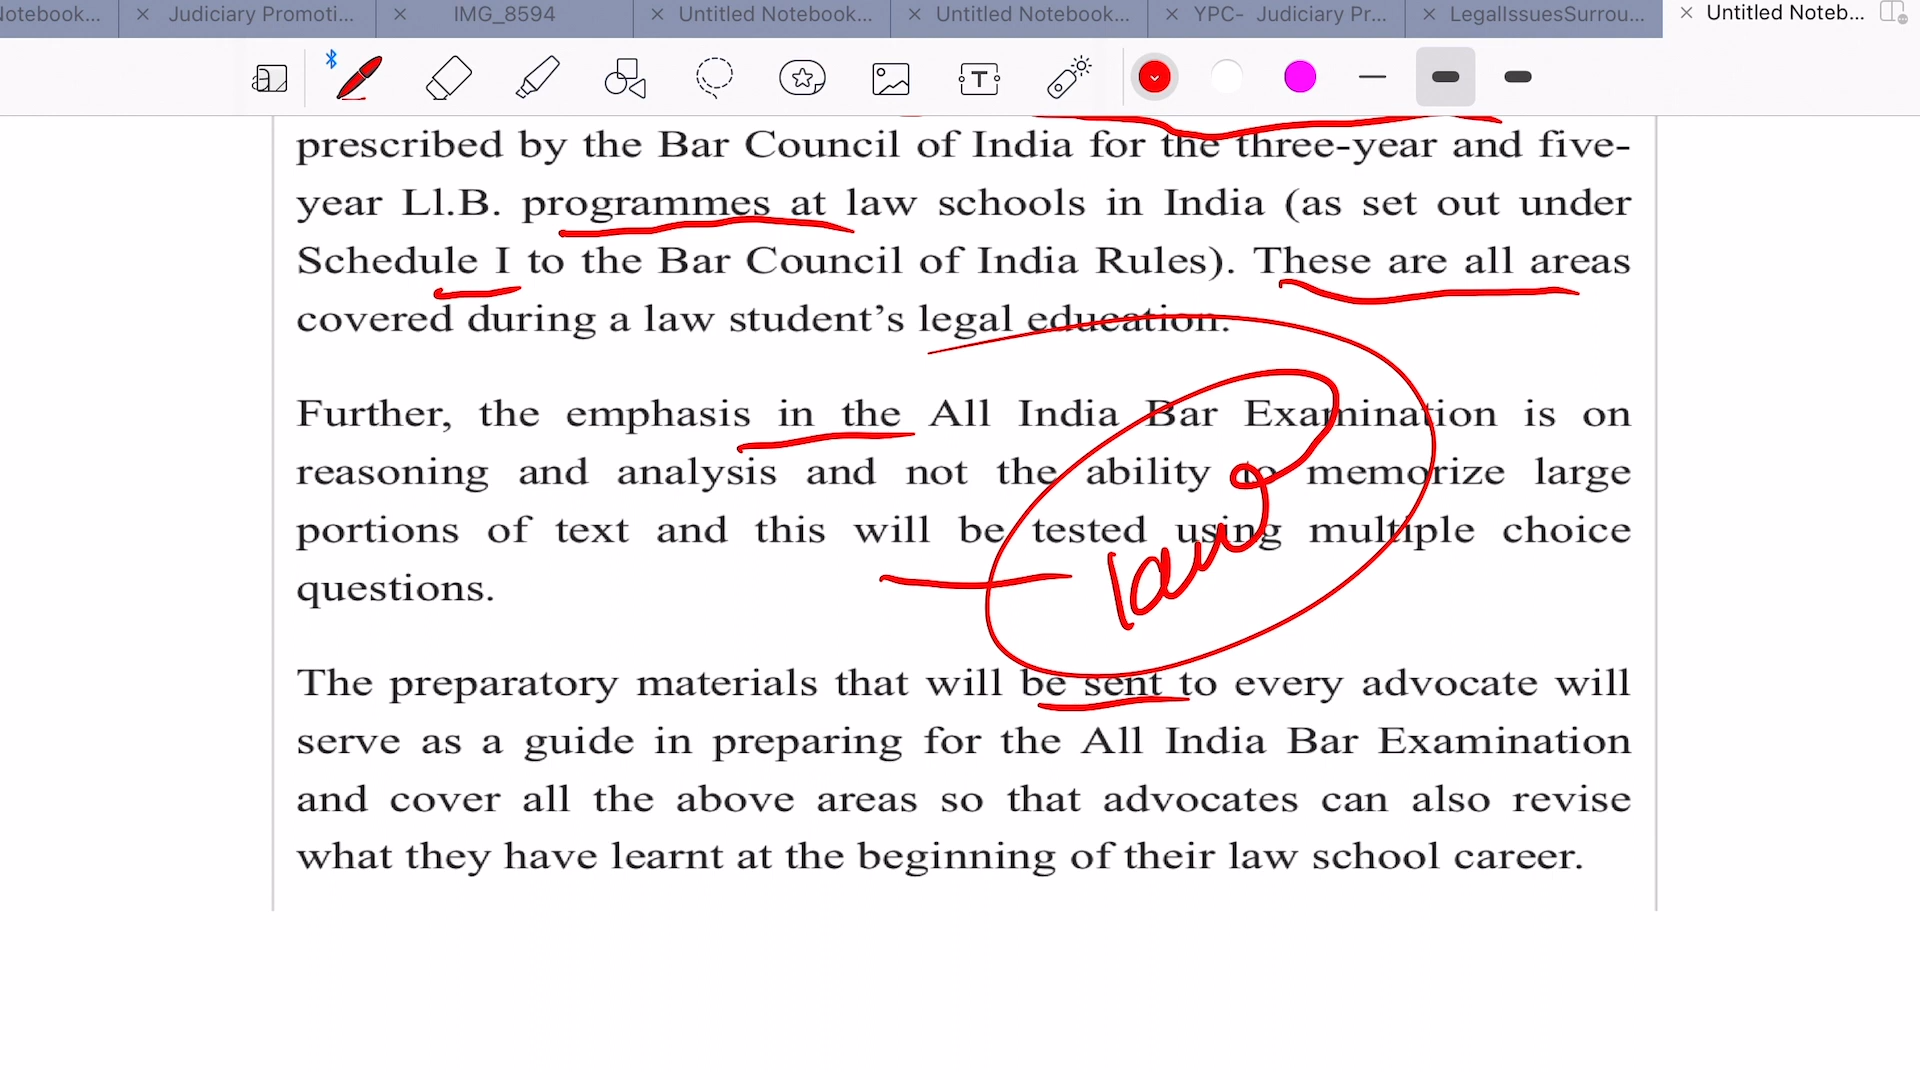 otebook...
Judiciary Promoti...
IMG_8594
Untitled Notebook...
Untitled Notebook...
YPC- Judiciary Pr...
LegalIssuesSurrou...
Untitled Noteb...
prescribed by the Bar Council of India for the three-year and five-
year Ll.B. programmes at law schools in India (as set out under
Schedule I to the Bar Council of India Rules). These are all areas
covered during a law student’s legal education.
Further, the emphasis in the All India Bar Examination is on
reasoning and analysis and not the ability to memorize large
portions of text and this will be tested using multiple choice
questions.
law
The preparatory materials that will be sent to every advocate will
serve as a guide in preparing for the All India Bar Examination
and cover all the above areas so that advocates can also revise
what they have learnt at the beginning of their law school career.